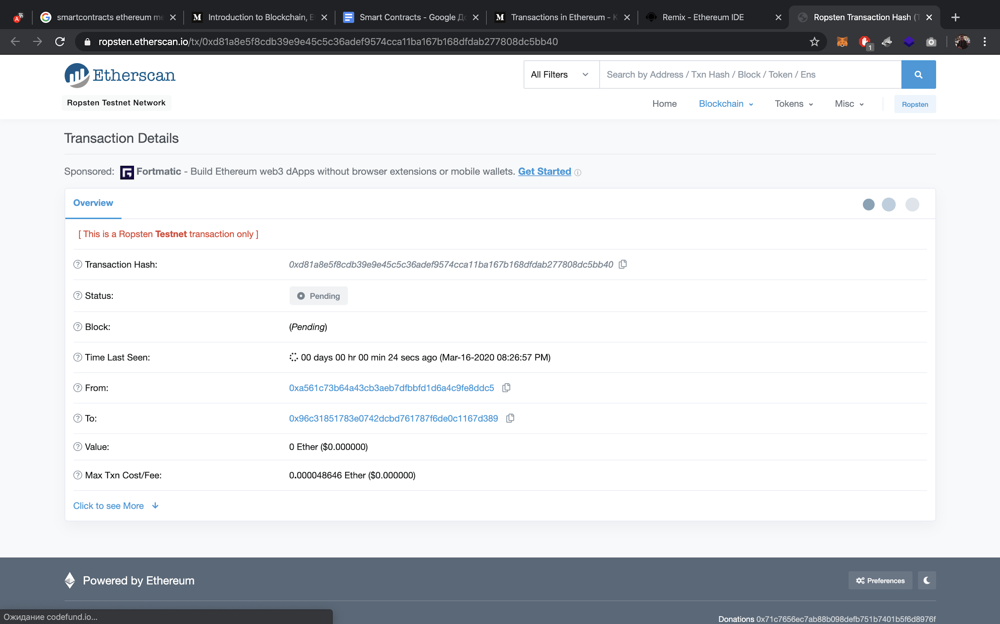 smartcontracts ethereum me
Introduction to Blockchain, E
Smart Contracts - Google До
Transactions in Ethereum - K
Remix - Ethereum IDE
Ropsten Transaction Hash (T
ropsten.etherscan.io/tx/0xd81a8e5f8cdb39e9e45c5c36adef9574cca11ba167b168dfdab277808dc5bb40
1
Etherscan
All Filters
Search by Address / Txn Hash / Block / Token / Ens
Ropsten Testnet Network
Home
Blockchain
Tokens
Misc
Ropsten
Transaction Details
Sponsored: Fortmatic - Build Ethereum web3 dApps without browser extensions or mobile wallets. Get Started
Overview
[ This is a Ropsten Testnet transaction only ]
Transaction Hash: 0xd81a8e5f8cdb39e9e45c5c36adef9574cca11ba167b168dfdab277808dc5bb40
Status: Pending
Block: (Pending)
Time Last Seen: 00 days 00 hr 00 min 24 secs ago (Mar-16-2020 08:26:57 PM)
From: 0xa561c73b64a43cb3aeb7dfbbfd1d6a4c9fe8ddc5
To: 0x96c31851783e0742dcbd761787f6de0c1167d389
Value: 0 Ether ($0.000000)
Max Txn Cost/Fee: 0.000048646 Ether ($0.000000)
Click to see More
Powered by Ethereum
Preferences
Ожидание codefund.io...
Donations 0x71c7656ec7ab88b098defb751b7401b5f6d8976f